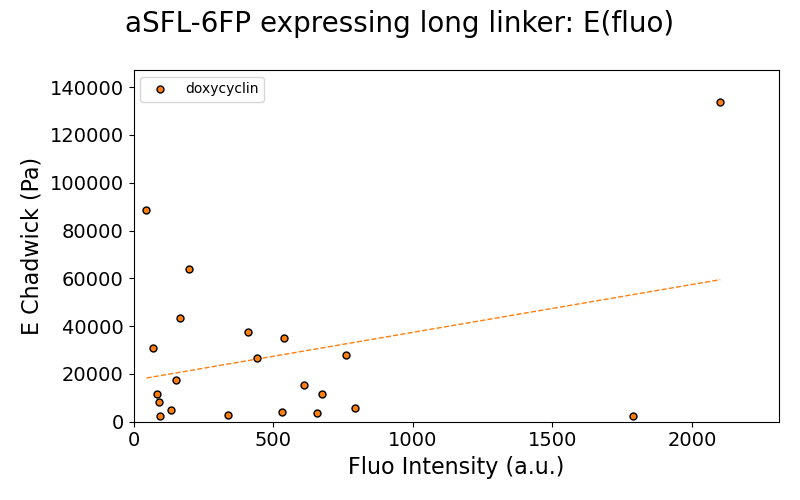 aSFL-6FP expressing long linker: E(fluo)
doxycyclin
E Chadwick (Pa)
140000
120000
100000
80000
60000
40000
20000
0
0 500 1000 1500 2000
Fluo Intensity (a.u.)